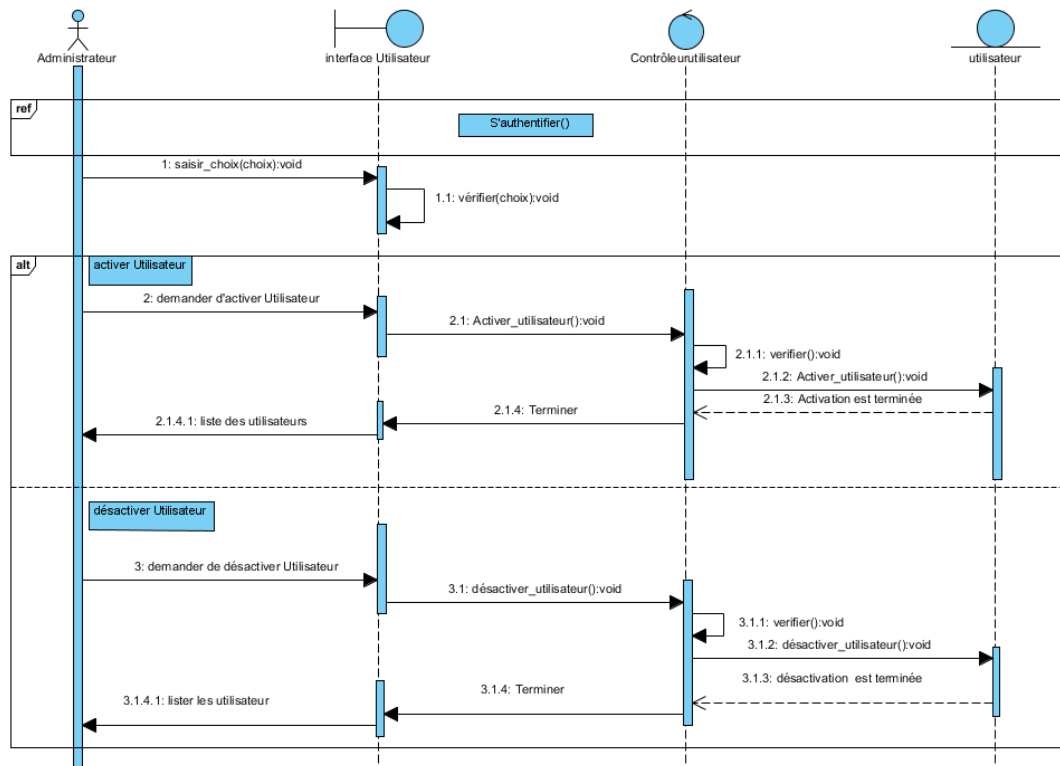 Administrateur
interface Utilisateur
Contrôleurutilisateur
utilisateur
ref
S'authentifier()
1: saisir_choix(choix):void
1.1: vérifier(choix):void
alt
activer Utilisateur
2: demander d'activer Utilisateur
2.1: Activer_utilisateur():void
2.1.1: verifier():void
2.1.2: Activer_utilisateur():void
2.1.3: Activation est terminée
2.1.4: Terminer
2.1.4.1: liste des utilisateurs
désactiver Utilisateur
3: demander de désactiver Utilisateur
3.1: désactiver_utilisateur():void
3.1.1: verifier():void
3.1.2: désactiver_utilisateur():void
3.1.3: désactivation est terminée
3.1.4: Terminer
3.1.4.1: lister les utilisateur